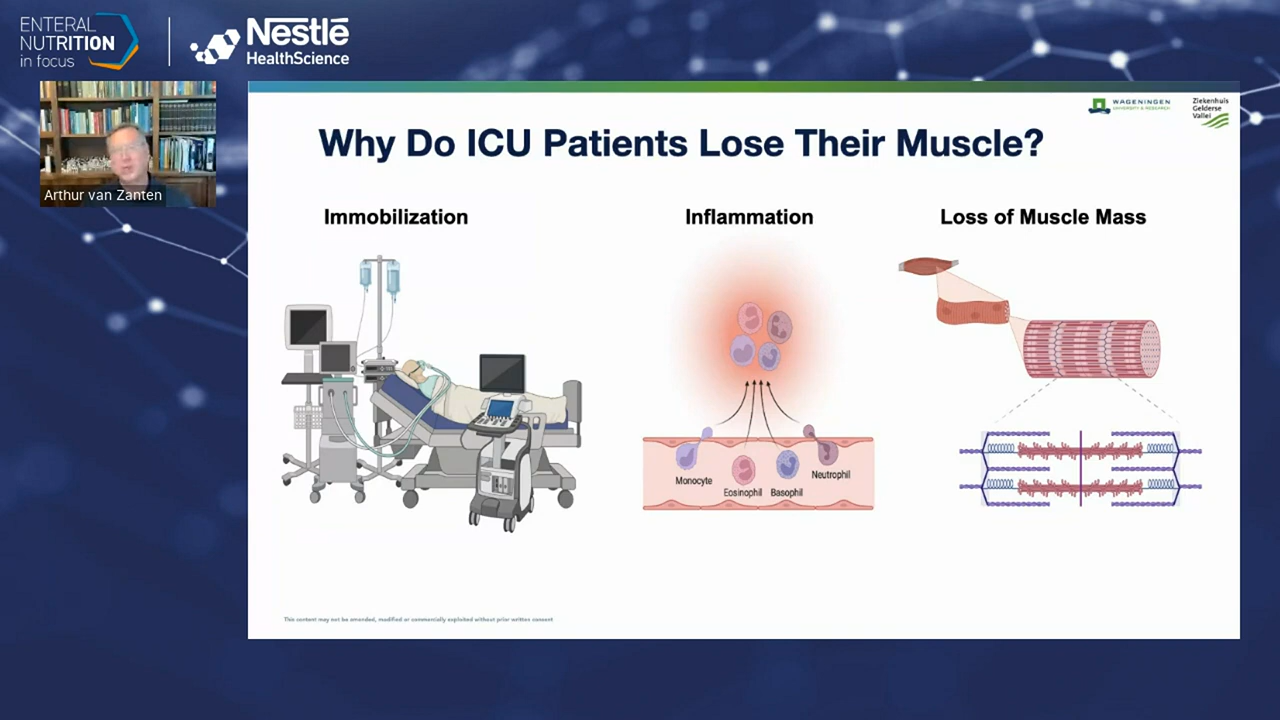 ENTERAL
NUTRITION
in focus
Nestlé
HealthScience
Arthur van Zanten
WAGENINGEN
UNIVERSITY & RESEARCH
Ziekenhuis
Gelderse
Vallei
Why Do ICU Patients Lose Their Muscle?
Immobilization
Inflammation
Loss of Muscle Mass
Monocyte
Eosinophil
Basophil
Neutrophil
This content may not be amended, modified or commercially exploited without prior written consent